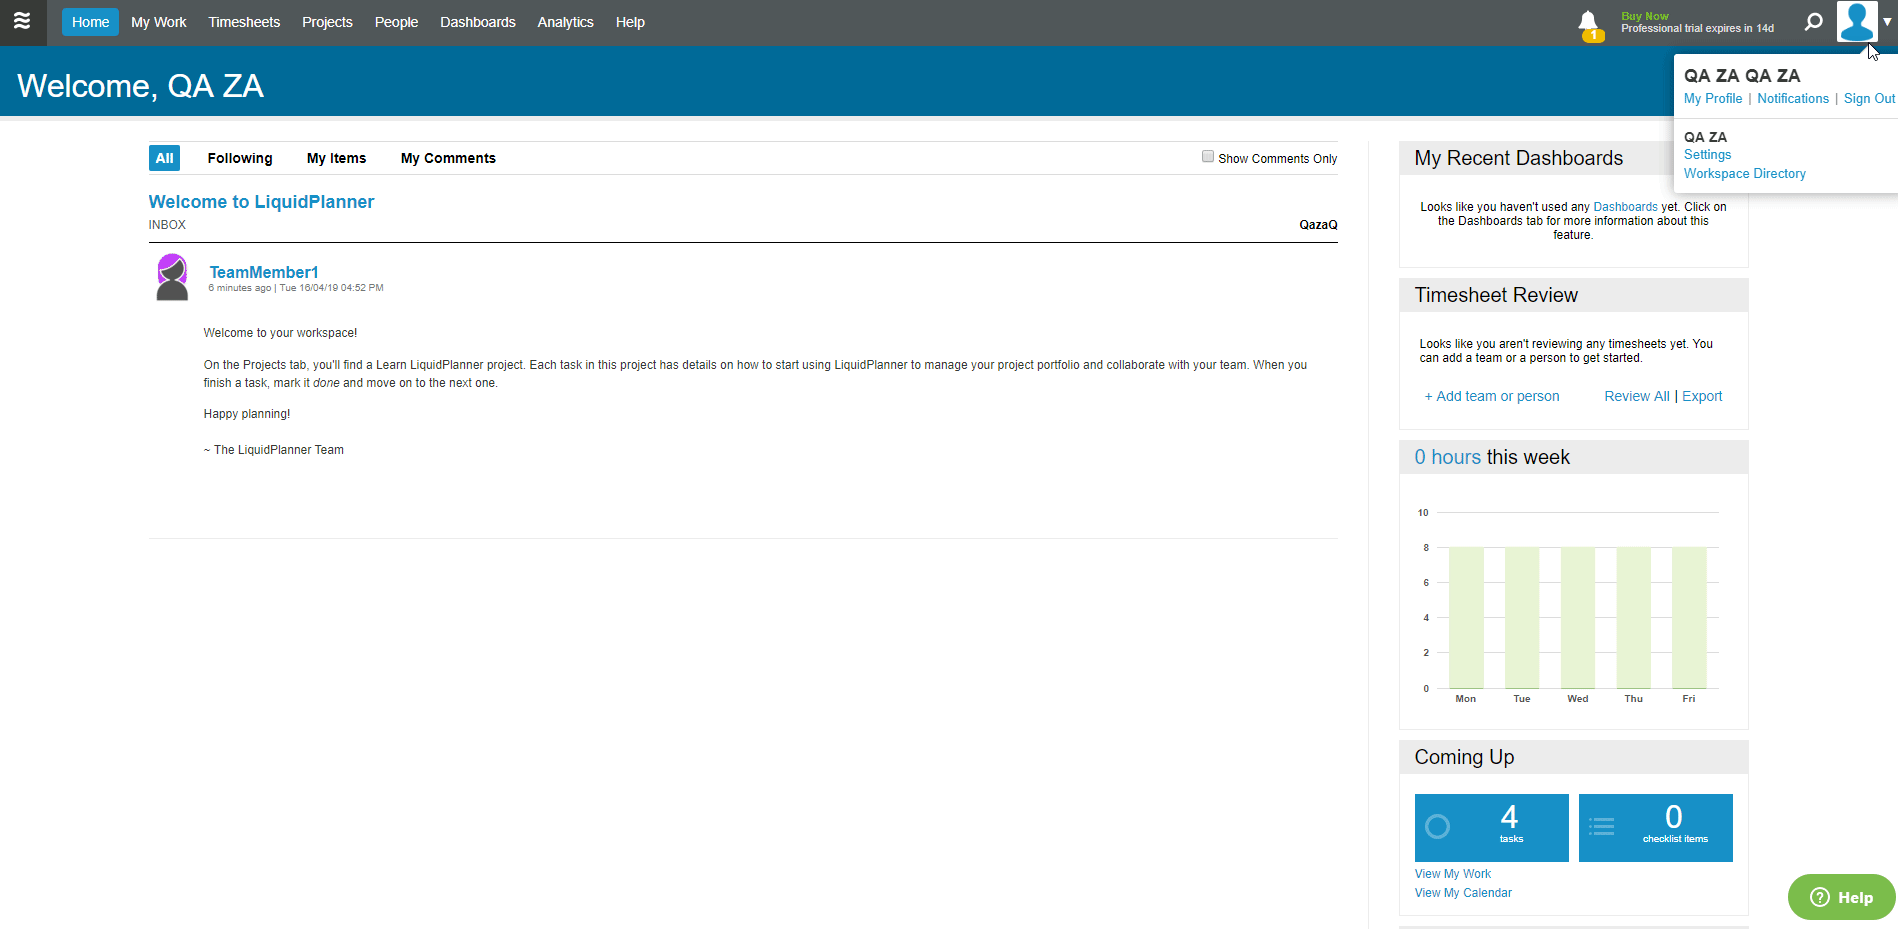 Home My Work Timesheets Projects People Dashboards Analytics Help
1
Buy Now
Professional trial expires in 14d
Welcome, QA ZA
QA ZA QA ZA
My Profile | Notifications | Sign Out
QA ZA
Settings
Workspace Directory
All Following My Items My Comments
Show Comments Only
Welcome to LiquidPlanner
INBOX
QazaQ
TeamMember1
6 minutes ago | Tue 16/04/19 04:52 PM
Welcome to your workspace!
On the Projects tab, you'll find a Learn LiquidPlanner project. Each task in this project has details on how to start using LiquidPlanner to manage your project portfolio and collaborate with your team. When you
finish a task, mark it done and move on to the next one.
Happy planning!
~ The LiquidPlanner Team
My Recent Dashboards
Looks like you haven't used any Dashboards yet. Click on
the Dashboards tab for more information about this
feature.
Timesheet Review
Looks like you aren't reviewing any timesheets yet. You
can add a team or a person to get started.
+ Add team or person
Review All | Export
0 hours this week
10
8
6
4
2
0
Mon Tue Wed Thu Fri
Coming Up
4
tasks
0
checklist items
View My Work
View My Calendar
? Help